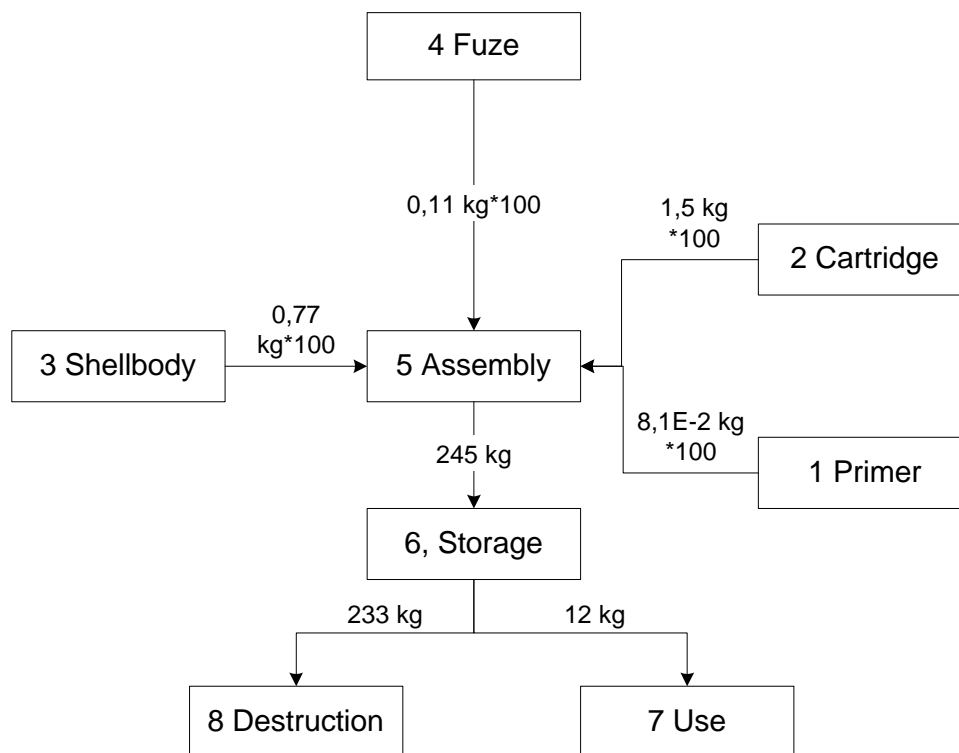 4 Fuze
0,11 kg*100
1,5 kg
*100
2 Cartridge
0,77
kg*100
3 Shellbody
5 Assembly
8,1E-2 kg
*100
1 Primer
245 kg
6, Storage
233 kg
12 kg
8 Destruction
7 Use